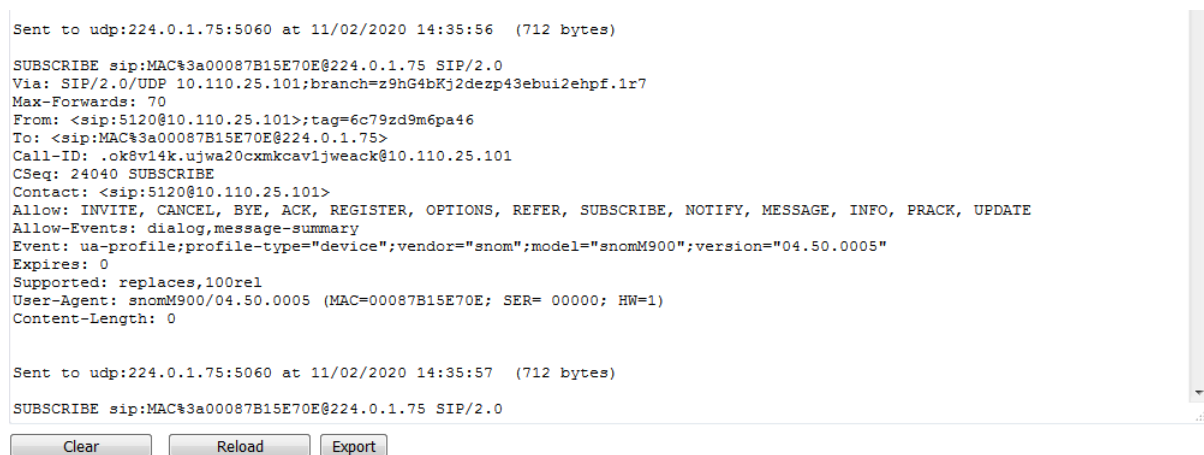 Sent to udp:224.0.1.75:5060 at 11/02/2020 14:35:56  (712 bytes)
SUBSCRIBE sip:MAC%3a00087B15E70E@224.0.1.75 SIP/2.0
Via: SIP/2.0/UDP 10.110.25.101;branch=z9hG4bKj2dezp43ebui2ehpf.1r7
Max-Forwards: 70
From: <sip:5120@10.110.25.101>;tag=6c79zd9m6pa46
To: <sip:MAC%3a00087B15E70E@224.0.1.75>
Call-ID: .ok8v14k.ujwa20cxmkcav1jweack@10.110.25.101
CSeq: 24040 SUBSCRIBE
Contact: <sip:5120@10.110.25.101>
Allow: INVITE, CANCEL, BYE, ACK, REGISTER, OPTIONS, REFER, SUBSCRIBE, NOTIFY, MESSAGE, INFO, PRACK, UPDATE
Allow-Events: dialog,message-summary
Event: ua-profile;profile-type="device";vendor="snom";model="snomM900";version="04.50.0005"
Expires: 0
Supported: replaces,100rel
User-Agent: snomM900/04.50.0005 (MAC=00087B15E70E; SER= 00000; HW=1)
Content-Length: 0
Sent to udp:224.0.1.75:5060 at 11/02/2020 14:35:57  (712 bytes)
SUBSCRIBE sip:MAC%3a00087B15E70E@224.0.1.75 SIP/2.0
Clear Reload Export